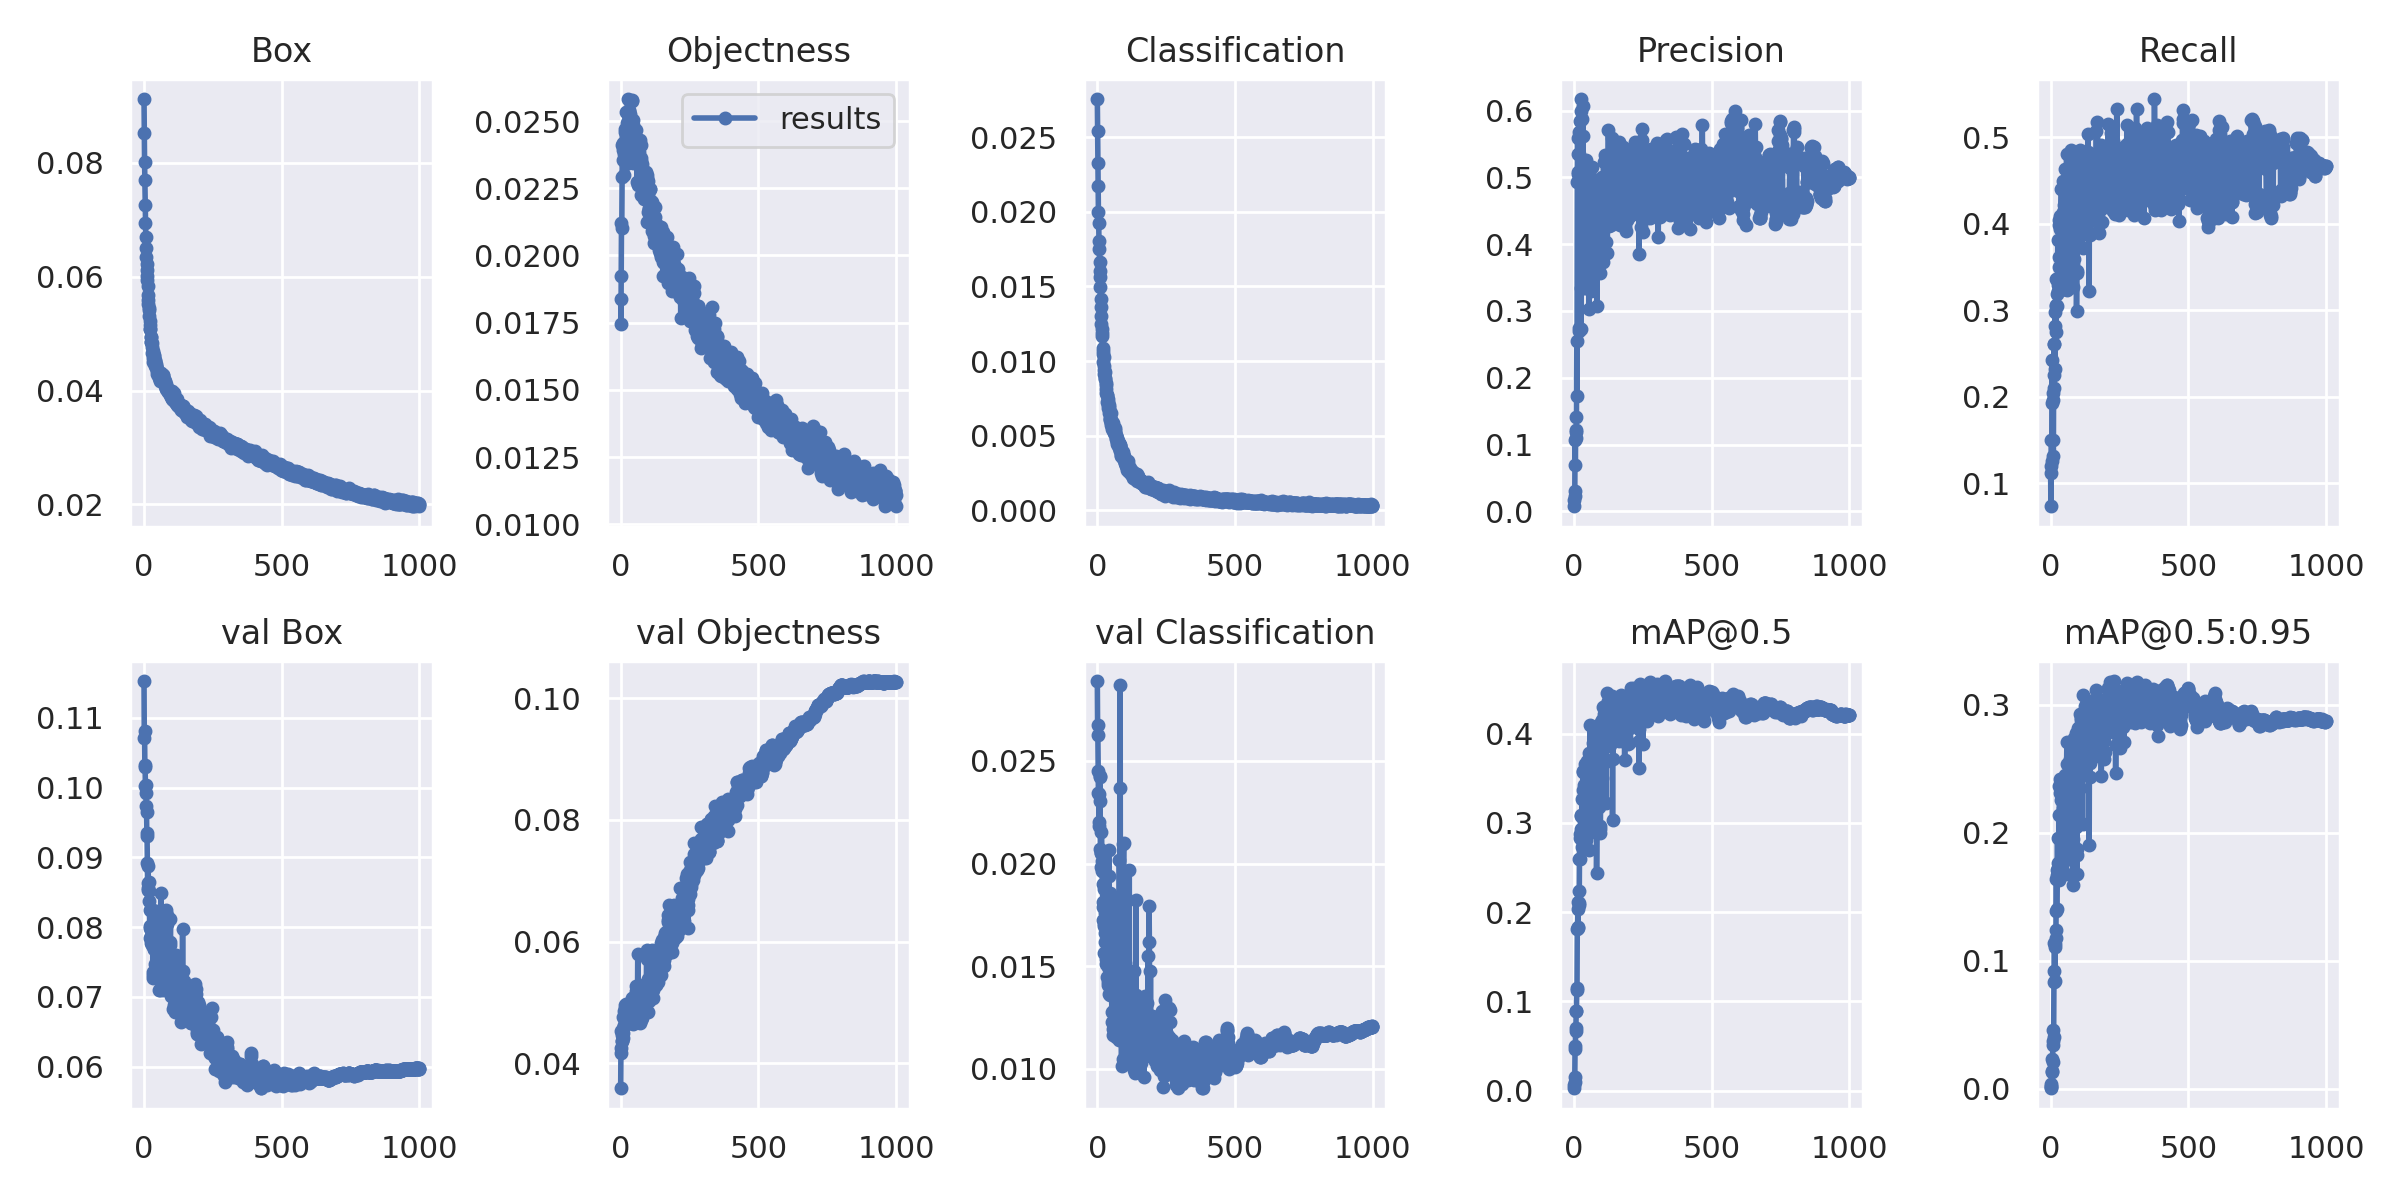 Box
0.08
0.06
0.04
0.02
0 500 1000
Objectness
results
0.0250
0.0225
0.0200
0.0175
0.0150
0.0125
0.0100
0 500 1000
Classification
0.025
0.020
0.015
0.010
0.005
0.000
0 500 1000
Precision
0.6
0.5
0.4
0.3
0.2
0.1
0.0
0 500 1000
Recall
0.5
0.4
0.3
0.2
0.1
0 500 1000
val Box
0.11
0.10
0.09
0.08
0.07
0.06
0 500 1000
val Objectness
0.10
0.08
0.06
0.04
0 500 1000
val Classification
0.025
0.020
0.015
0.010
0 500 1000
mAP@0.5
0.4
0.3
0.2
0.1
0.0
0 500 1000
mAP@0.5:0.95
0.3
0.2
0.1
0.0
0 500 1000